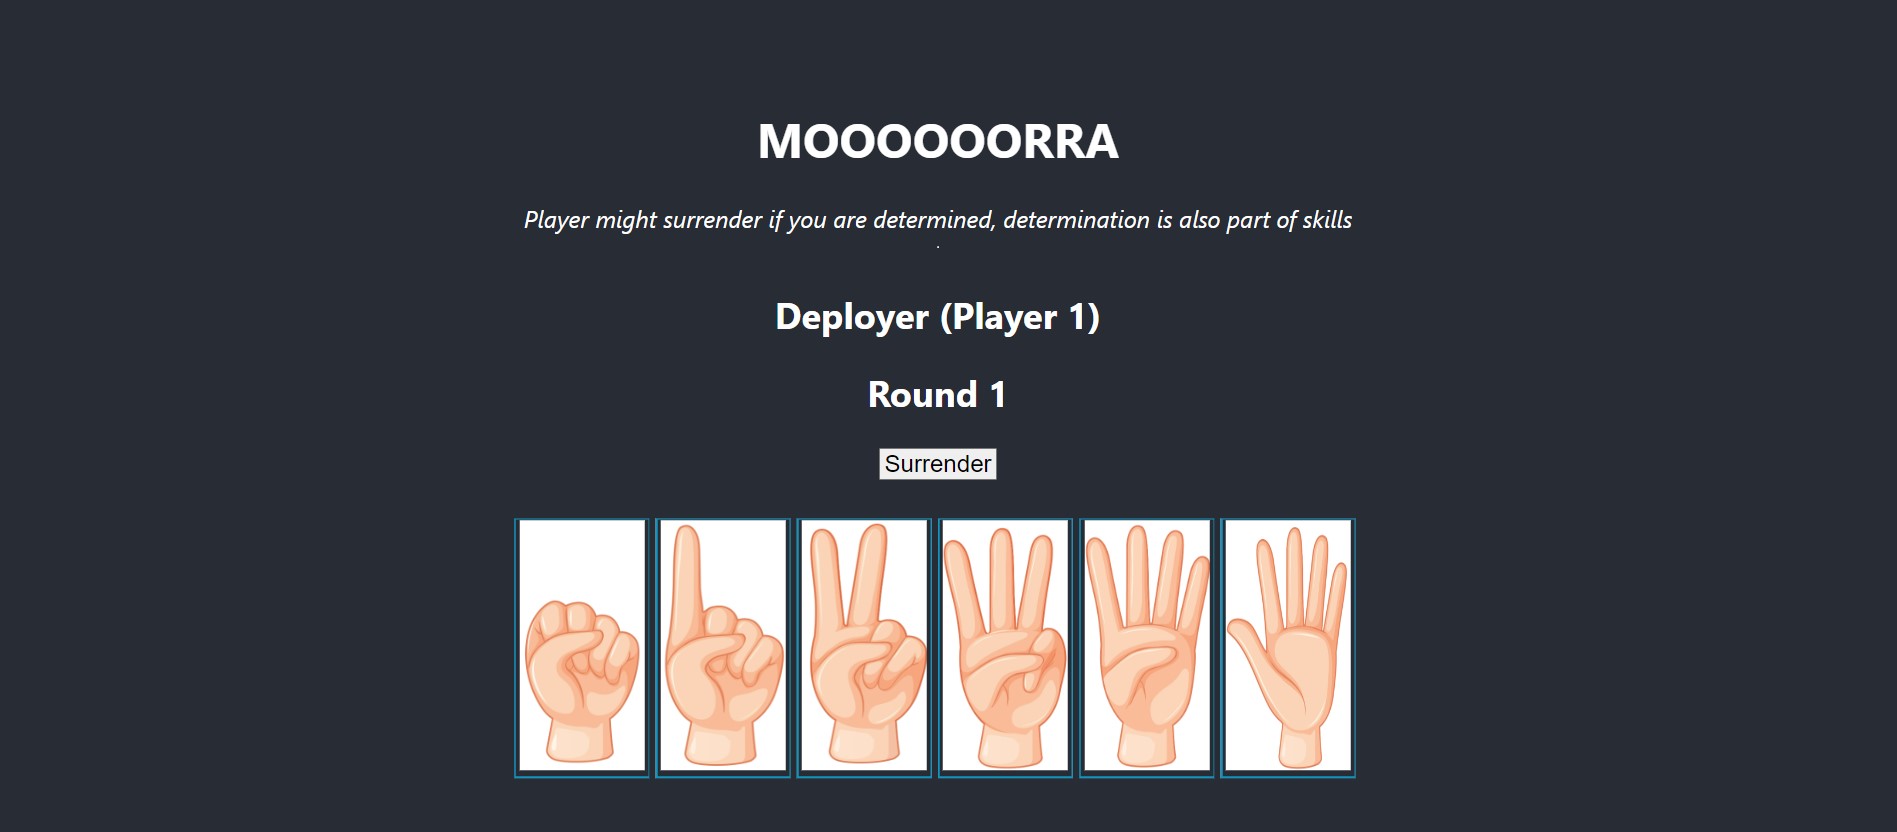 MOOOOOORRA
Player might surrender if you are determined, determination is also part of skills
.
Deployer (Player 1)
Round 1
Surrender